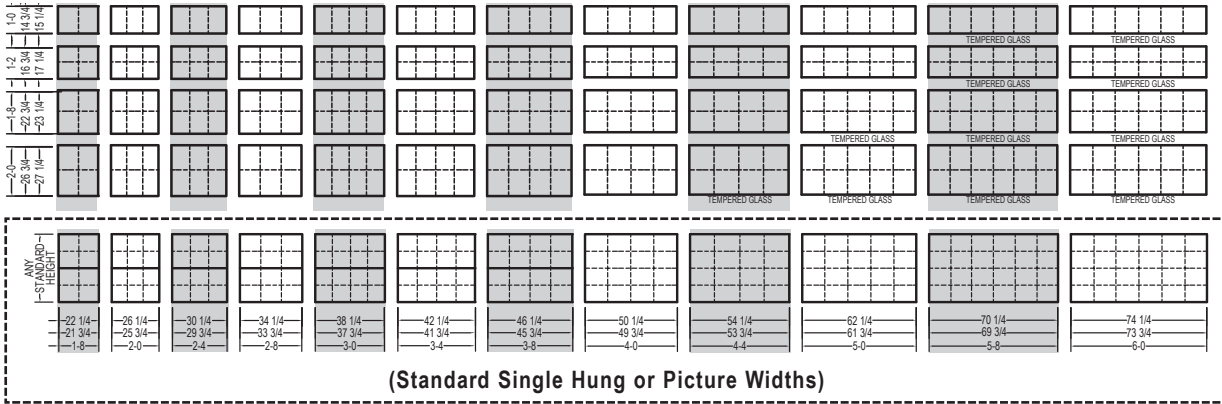 1-0
14 3/4
15 1/4
TEMPERED GLASS TEMPERED GLASS
1-2
16 3/4
17 1/4
TEMPERED GLASS TEMPERED GLASS
1-8
22 3/4
23 1/4
TEMPERED GLASS TEMPERED GLASS TEMPERED GLASS
2-0
26 3/4
27 1/4
TEMPERED GLASS TEMPERED GLASS TEMPERED GLASS TEMPERED GLASS
ANY
STANDARD
HEIGHT
22 1/4 26 1/4 30 1/4 34 1/4 38 1/4 42 1/4 46 1/4 50 1/4 54 1/4 62 1/4 70 1/4 74 1/4
21 3/4 25 3/4 29 3/4 33 3/4 37 3/4 41 3/4 45 3/4 49 3/4 53 3/4 61 3/4 69 3/4 73 3/4
1-8 2-0 2-4 2-8 3-0 3-4 3-8 4-0 4-4 5-0 5-8 6-0
(Standard Single Hung or Picture Widths)